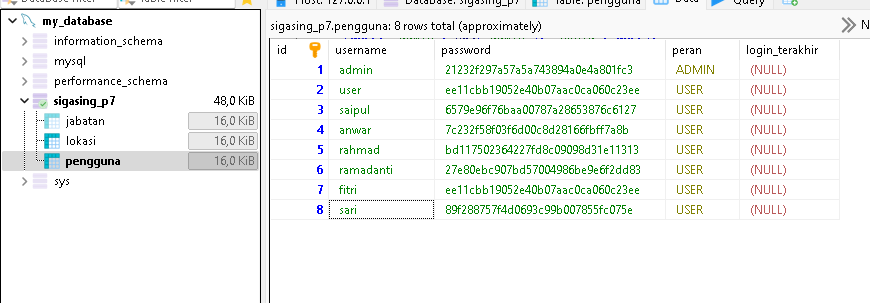 Database filter Table filter Host: 127.0.0.1 Database: sigasing_p7 Table: pengguna Data Query
my_database
information_schema
mysql
performance_schema
sigasing_p7 48,0 KiB
jabatan 16,0 KiB
lokasi 16,0 KiB
pengguna 16,0 KiB
sys
sigasing_p7.pengguna: 8 rows total (approximately) N
id username password peran login_terakhir
1 admin 21232f297a57a5a743894a0e4a801fc3 ADMIN (NULL)
2 user ee11cbb19052e40b07aac0ca060c23ee USER (NULL)
3 saipul 6579e96f76baa00787a28653876c6127 USER (NULL)
4 anwar 7c232f58f03f6d00c8d28166fbff7a8b USER (NULL)
5 rahmad bd117502364227fd8c09098d31e11313 USER (NULL)
6 ramadanti 27e80ebc907bd57004986be9e6f2dd83 USER (NULL)
7 fitri ee11cbb19052e40b07aac0ca060c23ee USER (NULL)
8 sari 89f288757f4d0693c99b007855fc075e USER (NULL)